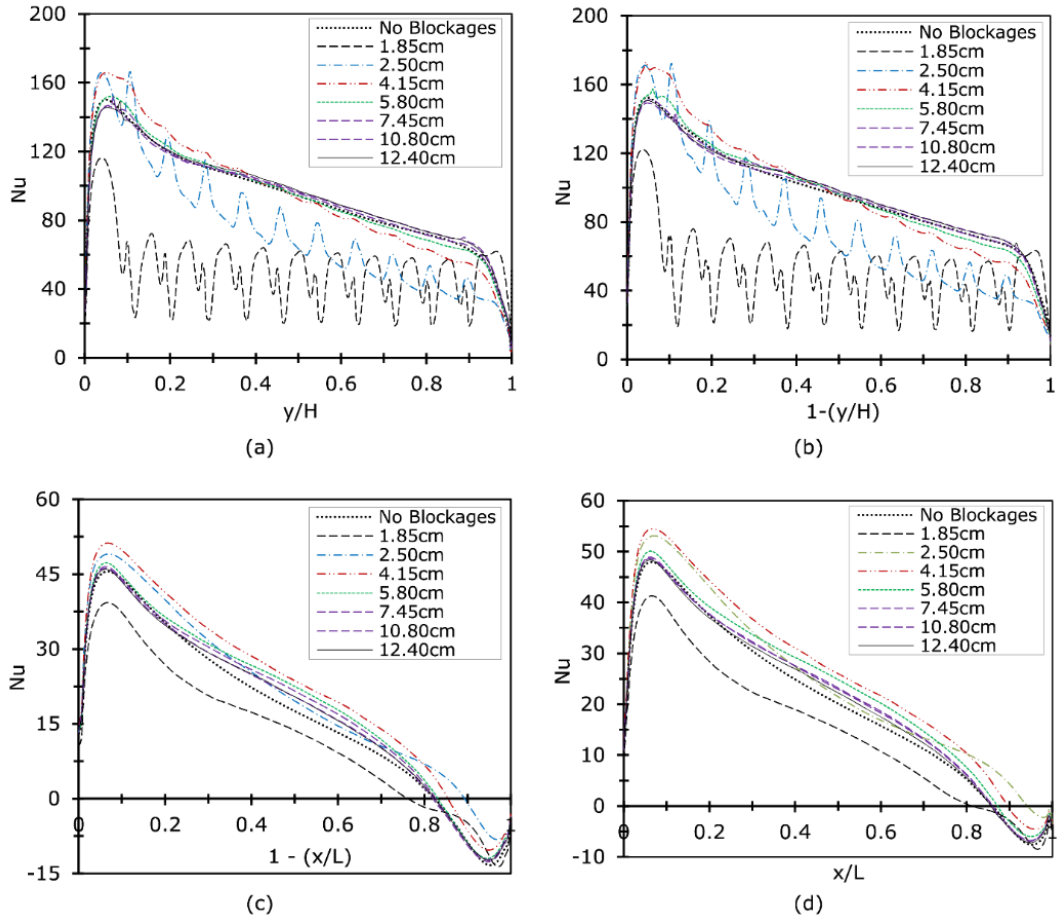 200
160
120
80
40
0
Nu
No Blockages
1.85cm
2.50cm
4.15cm
5.80cm
7.45cm
10.80cm
12.40cm
0
0.2
0.4
0.6
0.8
1
y/H
(a)
200
160
120
80
40
0
Nu
No Blockages
1.85cm
2.50cm
4.15cm
5.80cm
7.45cm
10.80cm
12.40cm
0
0.2
0.4
0.6
0.8
1
1-(y/H)
(b)
60
45
30
15
0
-15
Nu
No Blockages
1.85cm
2.50cm
4.15cm
5.80cm
7.45cm
10.80cm
12.40cm
0
0.2
0.4
0.6
0.8
1
1 - (x/L)
(c)
60
50
40
30
20
10
0
-10
Nu
No Blockages
1.85cm
2.50cm
4.15cm
5.80cm
7.45cm
10.80cm
12.40cm
0
0.2
0.4
0.6
0.8
1
x/L
(d)